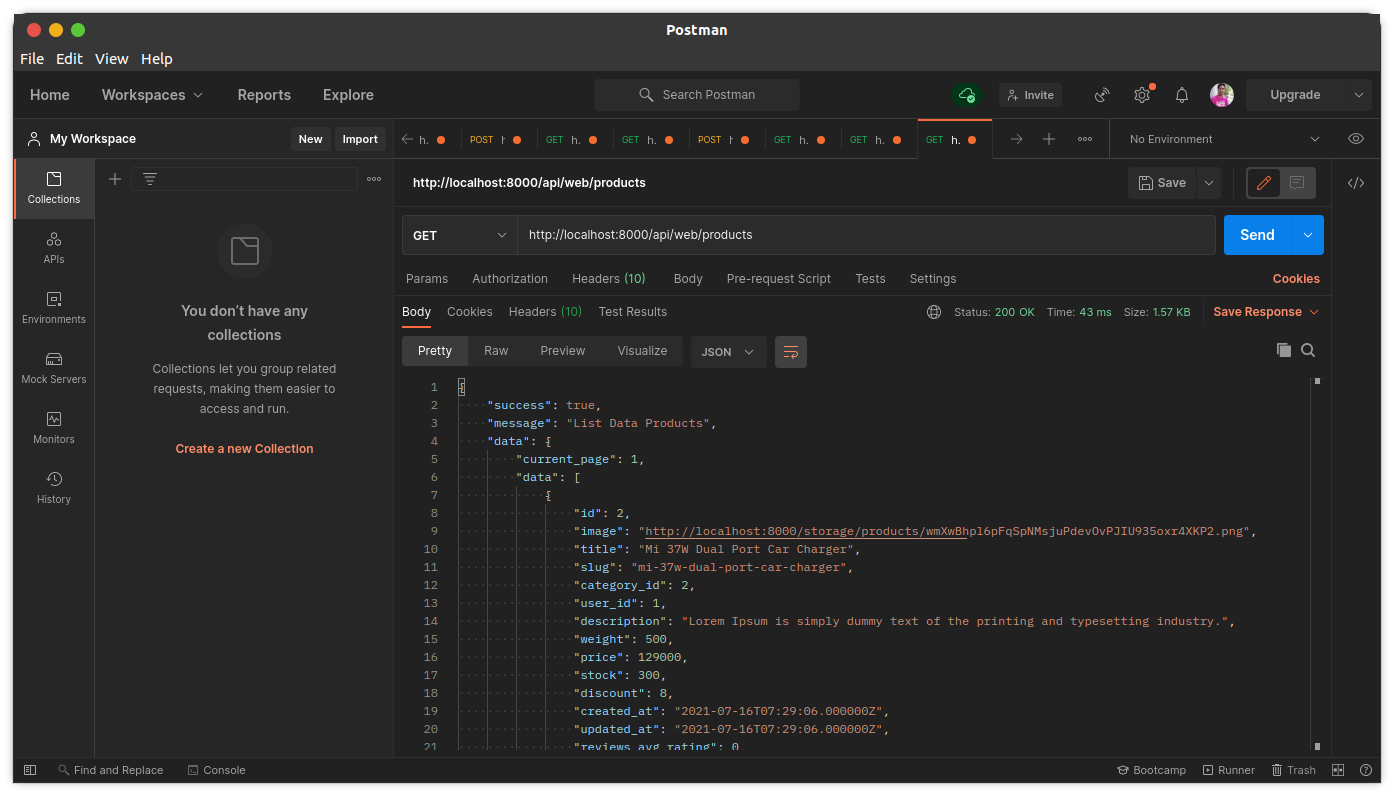 Postman
File Edit View Help
Home Workspaces Reports Explore Search Postman Invite Upgrade
My Workspace New Import h. POST h GET h. GET h. POST h GET h. GET h. GET h. No Environment
Collections
http://localhost:8000/api/web/products Save
GET http://localhost:8000/api/web/products Send
APIs
Params Authorization Headers (10) Body Pre-request Script Tests Settings Cookies
Environments
Body Cookies Headers (10) Test Results Status: 200 OK Time: 43 ms Size: 1.57 KB Save Response
You don't have any
collections
Pretty Raw Preview Visualize JSON
Mock Servers
Collections let you group related
requests, making them easier to
access and run.
Monitors
Create a new Collection
History
1 {
2 "success": true,
3 "message": "List Data Products",
4 "data": {
5 "current_page": 1,
6 "data": [
7 {
8 "id": 2,
9 "image": "http://localhost:8000/storage/products/wmXwBhpl6pFqSpNMsjuPdevOvPJIU935oxr4XKP2.png",
10 "title": "Mi 37W Dual Port Car Charger",
11 "slug": "mi-37w-dual-port-car-charger",
12 "category_id": 2,
13 "user_id": 1,
14 "description": "Lorem Ipsum is simply dummy text of the printing and typesetting industry.",
15 "weight": 500,
16 "price": 129000,
17 "stock": 300,
18 "discount": 8,
19 "created_at": "2021-07-16T07:29:06.000000Z",
20 "updated_at": "2021-07-16T07:29:06.000000Z",
21 "reviews_avg_rating": 0,
Find and Replace Console Bootcamp Runner Trash